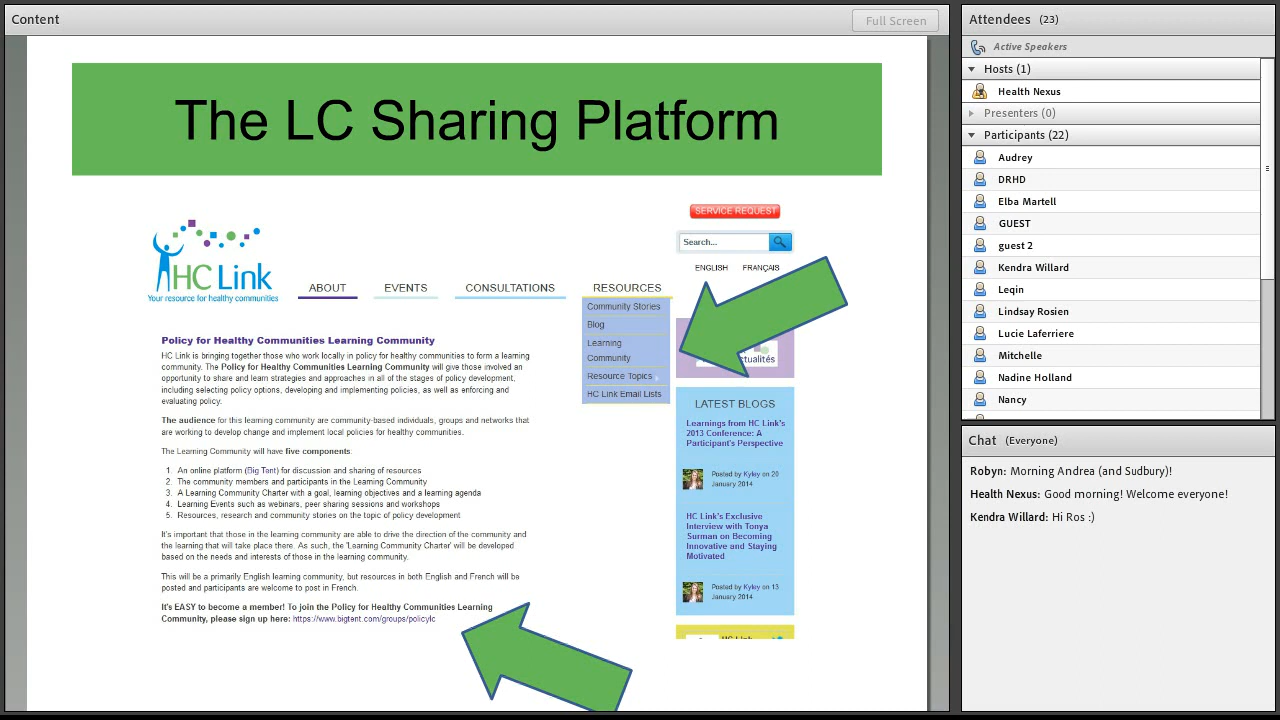 Content
Full Screen
The LC Sharing Platform
SERVICE REQUEST
Search...
ENGLISH FRANÇAIS
HC Link
Your resource for healthy communities
ABOUT EVENTS CONSULTATIONS RESOURCES
Community Stories
Blog
Learning
Community
Resource Topics
HC Link Email Lists
Policy for Healthy Communities Learning Community
HC Link is bringing together those who work locally in policy for healthy communities to form a learning
community. The Policy for Healthy Communities Learning Community will give those involved an
opportunity to share and learn strategies and approaches in all of the stages of policy development,
including selecting policy options, developing and implementing policies, as well as enforcing and
evaluating policy.
The audience for this learning community are community-based individuals, groups and networks that
are working to develop change and implement local policies for healthy communities.
The Learning Community will have five components:
1. An online platform (Big Tent) for discussion and sharing of resources
2. The community members and participants in the Learning Community
3. A Learning Community Charter with a goal, learning objectives and a learning agenda
4. Learning Events such as webinars, peer sharing sessions and workshops
5. Resources, research and community stories on the topic of policy development
It's important that those in the learning community are able to drive the direction of the community and
the learning that will take place there. As such, the 'Learning Community Charter' will be developed
based on the needs and interests of those in the learning community.
This will be a primarily English learning community, but resources in both English and French will be
posted and participants are welcome to post in French.
It's EASY to become a member! To join the Policy for Healthy Communities Learning
Community, please sign up here: https://www.bigtent.com/groups/policylc
LATEST BLOGS
Learnings from HC Link's
2013 Conference: A
Participant's Perspective
Posted by Kyley on 20
January 2014
HC Link's Exclusive
Interview with Tonya
Surman on Becoming
Innovative and Staying
Motivated
Posted by Kyley on 13
January 2014
HC Link
Attendees (23)
Active Speakers
Hosts (1)
Health Nexus
Presenters (0)
Participants (22)
Audrey
DRHD
Elba Martell
GUEST
guest 2
Kendra Willard
Leqin
Lindsay Rosien
Lucie Laferriere
Mitchelle
Nadine Holland
Nancy
Chat (Everyone)
Robyn: Morning Andrea (and Sudbury)!
Health Nexus: Good morning! Welcome everyone!
Kendra Willard: Hi Ros :)